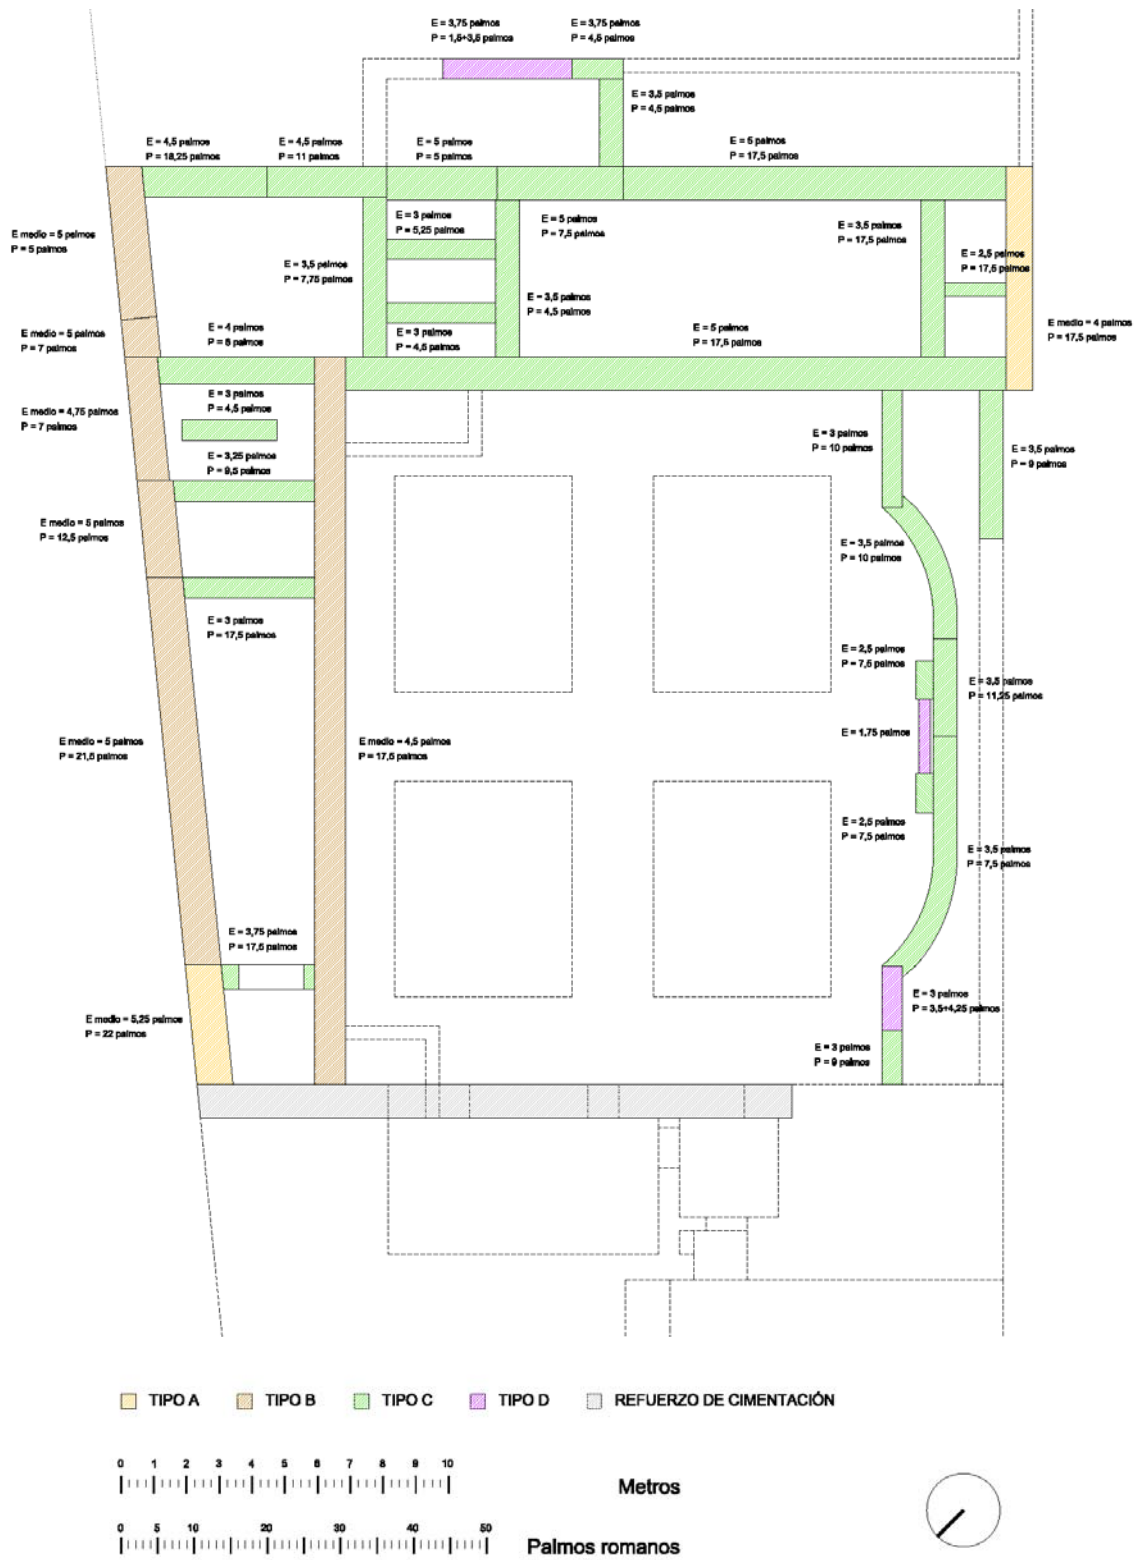 E = 3,75 palmos
P = 1,5+3,5 palmos
E = 3,75 palmos
P = 4,5 palmos
E = 3,5 palmos
P = 4,5 palmos
E = 4,5 palmos
P = 18,25 palmos
E = 4,5 palmos
P = 11 palmos
E = 5 palmos
P = 5 palmos
E = 5 palmos
P = 17,5 palmos
E medio = 5 palmos
P = 5 palmos
E = 3 palmos
P = 5,25 palmos
E = 5 palmos
P = 7,5 palmos
E = 3,5 palmos
P = 17,5 palmos
E = 2,5 palmos
P = 17,5 palmos
E = 3,5 palmos
P = 7,75 palmos
E = 3,5 palmos
P = 4,5 palmos
E medio = 5 palmos
P = 7 palmos
E = 4 palmos
P = 8 palmos
E = 3 palmos
P = 4,5 palmos
E = 5 palmos
P = 17,5 palmos
E medio = 4 palmos
P = 17,5 palmos
E medio = 4,75 palmos
P = 7 palmos
E = 3 palmos
P = 4,5 palmos
E = 3,25 palmos
P = 9,5 palmos
E = 3 palmos
P = 10 palmos
E = 3,5 palmos
P = 9 palmos
E medio = 5 palmos
P = 12,5 palmos
E = 3,5 palmos
P = 10 palmos
E = 3 palmos
P = 17,5 palmos
E = 2,5 palmos
P = 7,5 palmos
E = 3,5 palmos
P = 11,25 palmos
E medio = 5 palmos
P = 21,5 palmos
E medio = 4,5 palmos
P = 17,5 palmos
E = 1,75 palmos
E = 2,5 palmos
P = 7,5 palmos
E = 3,5 palmos
P = 7,5 palmos
E = 3,75 palmos
P = 17,5 palmos
E medio = 5,25 palmos
P = 22 palmos
E = 3 palmos
P = 3,5+4,25 palmos
E = 3 palmos
P = 9 palmos
TIPO A TIPO B TIPO C TIPO D REFUERZO DE CIMENTACIÓN
0 1 2 3 4 5 6 7 8 9 10
Metros
0 5 10 20 30 40 50
Palmos romanos